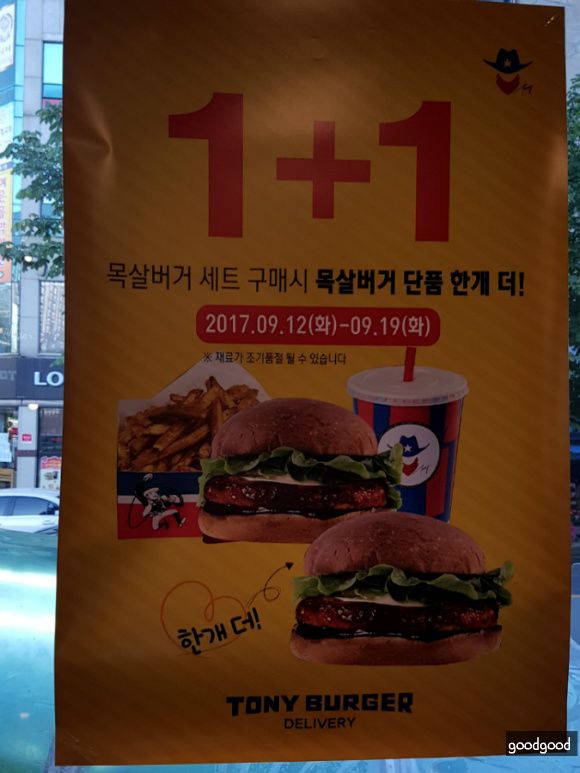 1+1
목살버거 세트 구매시 목살버거 단품 한개 더!
2017.09.12(화)-09.19(화)
※ 재료가 조기품절 될 수 있습니다
LO
한개 더!
TONY BURGER
DELIVERY
goodgood